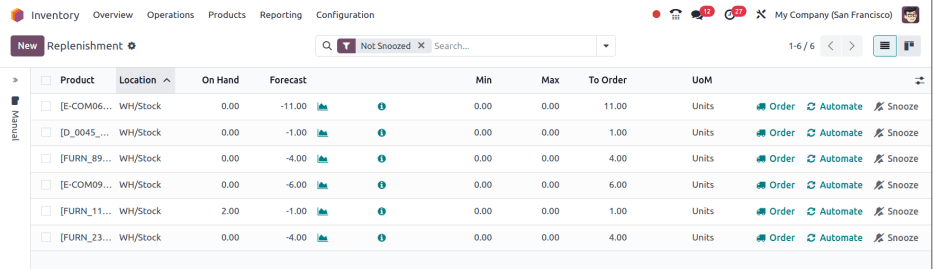 Inventory Overview Operations Products Reporting Configuration 12 27 My Company (San Francisco)
New Replenishment Not Snoozed X Search... 1-6 / 6
Product Location On Hand Forecast Min Max To Order UoM
Manual
[E-COM06... WH/Stock 0.00 -11.00 0.00 0.00 11.00 Units Order Automate Snooze
[D_0045_... WH/Stock 0.00 -1.00 0.00 0.00 1.00 Units Order Automate Snooze
[FURN_89... WH/Stock 0.00 -4.00 0.00 0.00 4.00 Units Order Automate Snooze
[E-COM09... WH/Stock 0.00 -6.00 0.00 0.00 6.00 Units Order Automate Snooze
[FURN_11... WH/Stock 2.00 -1.00 0.00 0.00 1.00 Units Order Automate Snooze
[FURN_23... WH/Stock 0.00 -4.00 0.00 0.00 4.00 Units Order Automate Snooze